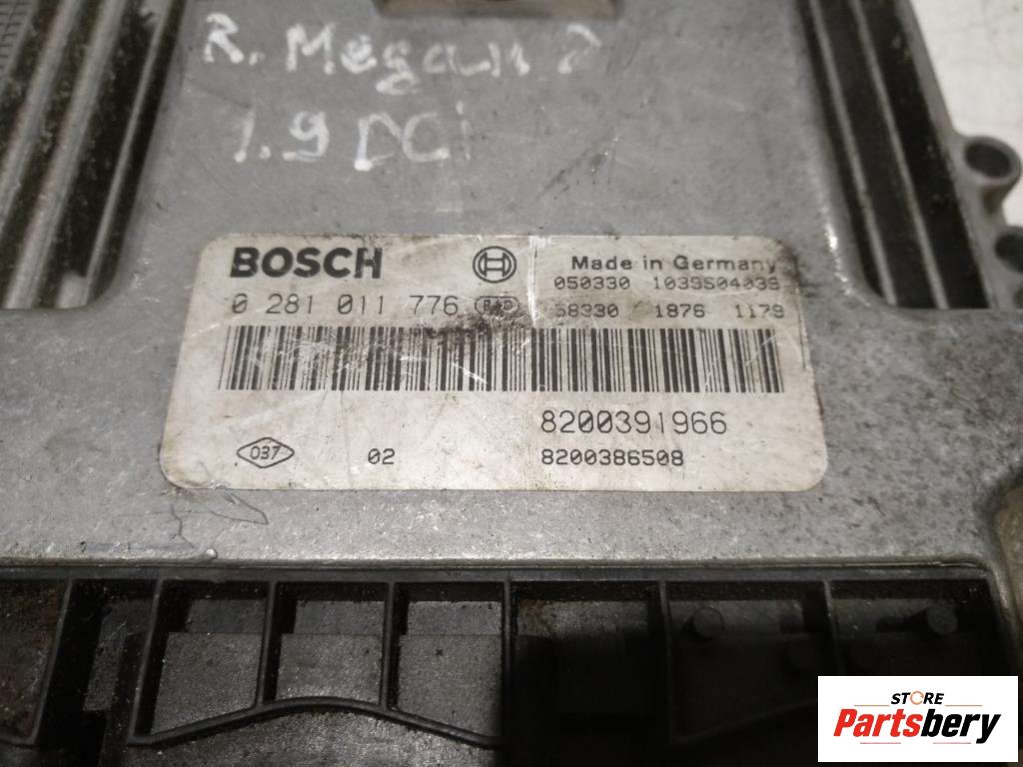 R. Megan 2
1.9 DCi
BOSCH
Made in Germany
050330 1039S04039
0 281 011 776
58330 1876 1179
8200391966
037
02
8200386508
STORE
Partsbery